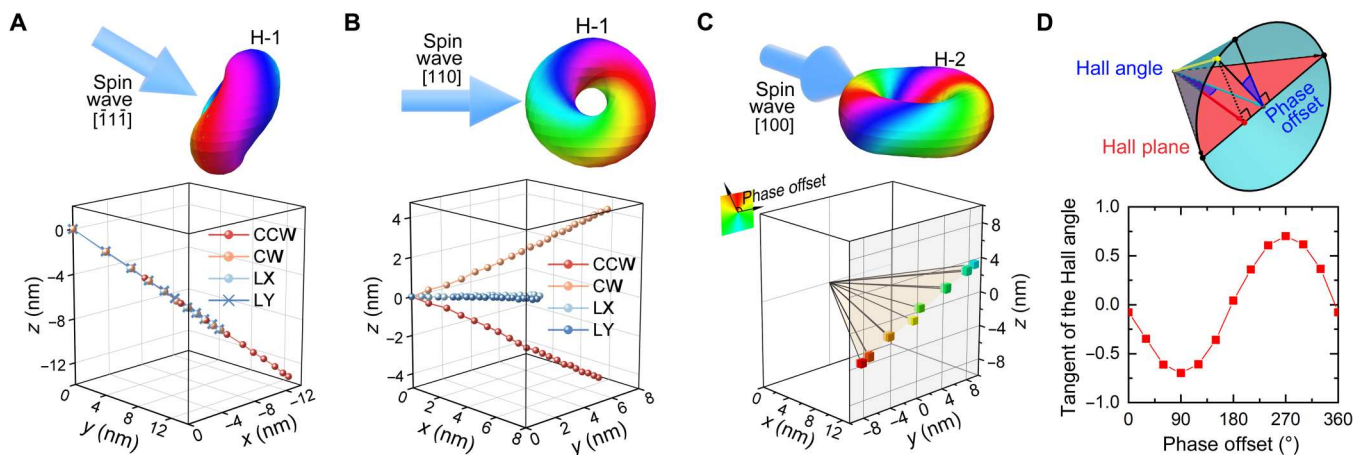 A
H-1
Spin
wave
[1̄1̄1̄]
0
−4
−8
−12
z (nm)
CCW
CW
LX
LY
0
4
8
12
y (nm)
0
−4
−8
−12
x (nm)
B
H-1
Spin
wave
[110]
4
2
0
−2
−4
z (nm)
CCW
CW
LX
LY
0
2
4
6
8
x (nm)
0
2
4
6
8
y (nm)
C
H-2
Spin
wave
[100]
Phase offset
8
4
0
−4
−8
z (nm)
0
4
8
12
x (nm)
−8
−4
0
4
8
y (nm)
D
Hall angle
Phase
offset
Hall plane
1.0
0.5
0.0
−0.5
−1.0
Tangent of the Hall angle
0 90 180 270 360
Phase offset (°)